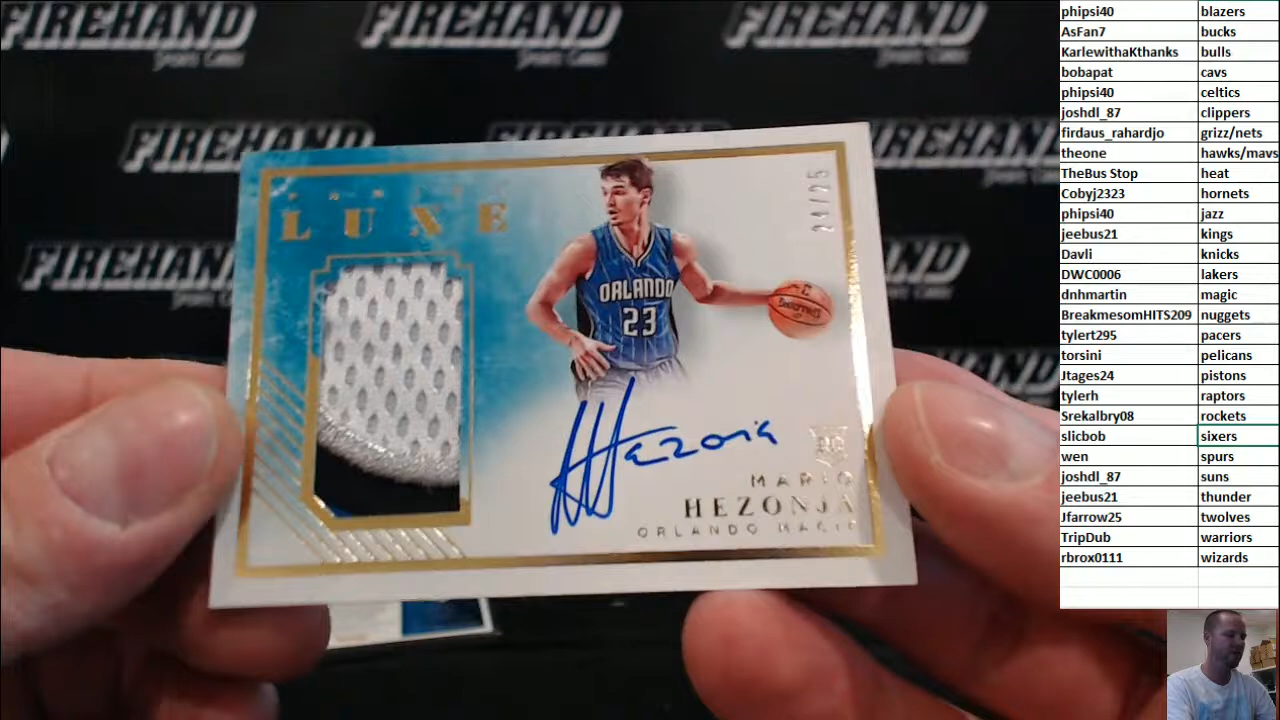 FIREHAND
FIREHAND
FIREHAND
FIREHAND
FIREHAND
FIREHAND
LUXE
ORLANDO
23
SPALDING
Hezonja
RC
MARIO
HEZONJA
ORLANDO MAGIC
phipsi40 blazers
AsFan7 bucks
KarlewithaKthanks bulls
bobapat cavs
phipsi40 celtics
joshdl_87 clippers
firdaus_rahardjo grizz/nets
theone hawks/mavs
TheBus Stop heat
Cobyj2323 hornets
phipsi40 jazz
jeebus21 kings
Davli knicks
DWC0006 lakers
dnhmartin magic
BreakmesomHITS209 nuggets
tylert295 pacers
torsini pelicans
Jtages24 pistons
tylerh raptors
Srekalbry08 rockets
slicbob sixers
wen spurs
joshdl_87 suns
jeebus21 thunder
Jfarrow25 twolves
TripDub warriors
rbrox0111 wizards